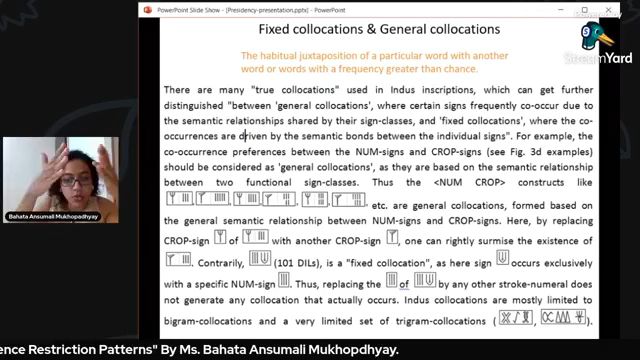 PowerPoint Slide Show - [Presidency-presentation.pptx] - PowerPoint
StreamYard
Fixed collocations & General collocations
The habitual juxtaposition of a particular word with another
word or words with a frequency greater than chance.
There are many "true collocations" used in Indus inscriptions, which can get further
distinguished "between 'general collocations', where certain signs frequently co-occur due to
the semantic relationships shared by their sign-classes, and 'fixed collocations', where the co-
occurrences are driven by the semantic bonds between the individual signs". For example, the
co-occurrence preferences between the NUM-signs and CROP-signs (see Fig. 3d examples)
should be considered as 'general collocations', as they are based on the semantic relationship
between two functional sign-classes. Thus the <NUM CROP> constructs like
etc. are general collocations, formed based on
the general semantic relationship between NUM-signs and CROP-signs. Here, by replacing
CROP-sign of with another CROP-sign , one can rightly surmise the existence of
. Contrarily, (101 DILs), is a "fixed collocation", as here sign occurs exclusively
with a specific NUM-sign . Thus, replacing the of by any other stroke-numeral does
not generate any collocation that actually occurs. Indus collocations are mostly limited to
bigram-collocations and a very limited set of trigram-collocations ( , ).
Bahata Ansumali Mukhopadhyay
ence Restriction Patterns" By Ms. Bahata Ansumali Mukhopdhyay.